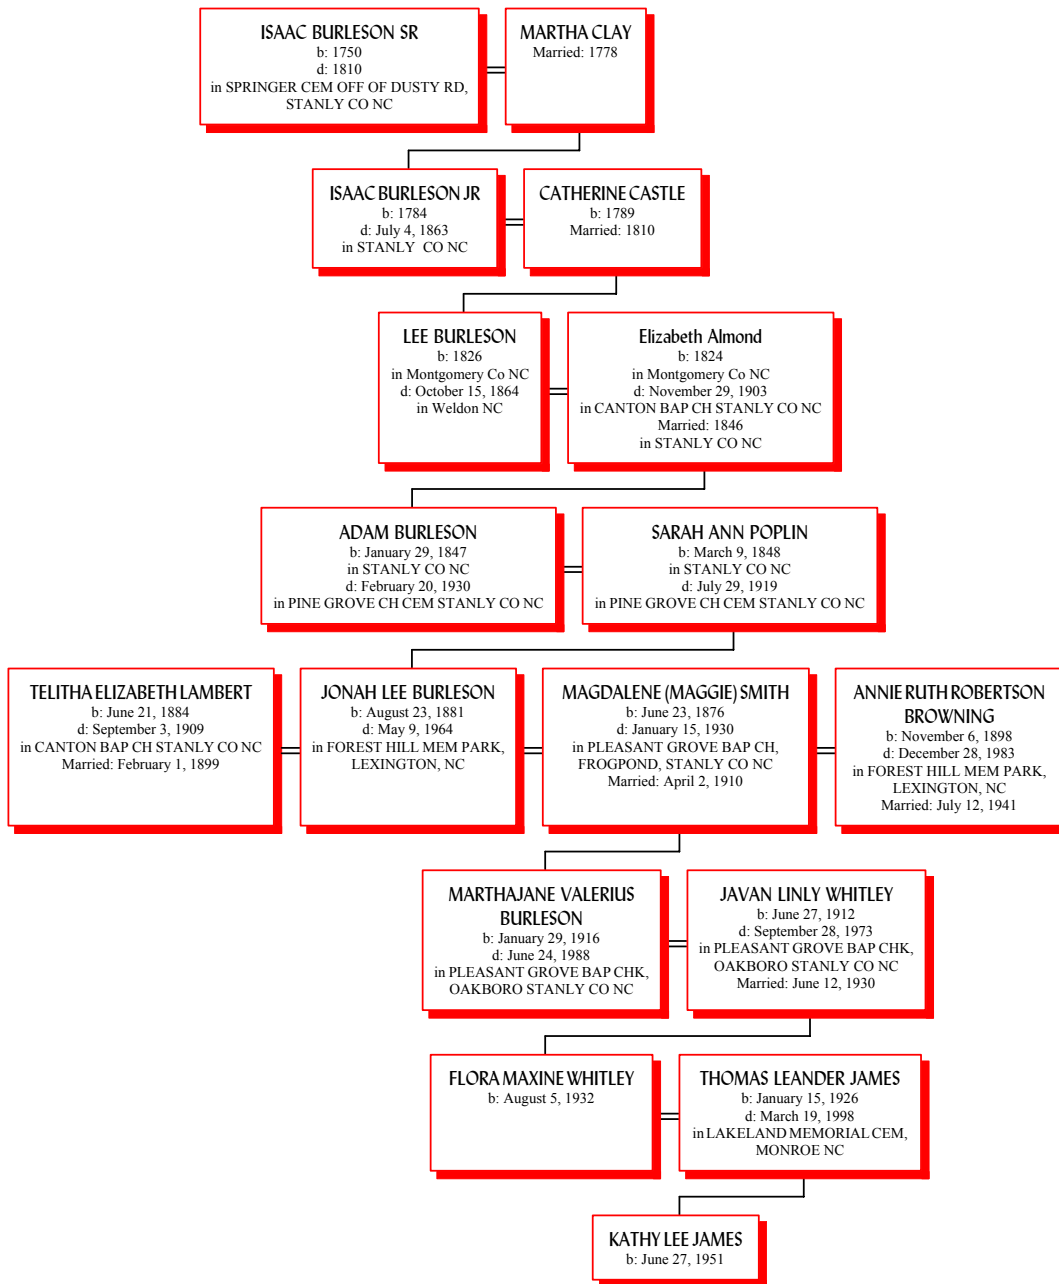 ISAAC BURLESON SR
b: 1750
d: 1810
in SPRINGER CEM OFF OF DUSTY RD,
STANLY CO NC
MARTHA CLAY
Married: 1778
ISAAC BURLESON JR
b: 1784
d: July 4, 1863
in STANLY CO NC
CATHERINE CASTLE
b: 1789
Married: 1810
LEE BURLESON
b: 1826
in Montgomery Co NC
d: October 15, 1864
in Weldon NC
Elizabeth Almond
b: 1824
in Montgomery Co NC
d: November 29, 1903
in CANTON BAP CH STANLY CO NC
Married: 1846
in STANLY CO NC
ADAM BURLESON
b: January 29, 1847
in STANLY CO NC
d: February 20, 1930
in PINE GROVE CH CEM STANLY CO NC
SARAH ANN POPLIN
b: March 9, 1848
in STANLY CO NC
d: July 29, 1919
in PINE GROVE CH CEM STANLY CO NC
TELITHA ELIZABETH LAMBERT
b: June 21, 1884
d: September 3, 1909
in CANTON BAP CH STANLY CO NC
Married: February 1, 1899
JONAH LEE BURLESON
b: August 23, 1881
d: May 9, 1964
in FOREST HILL MEM PARK,
LEXINGTON, NC
MAGDALENE (MAGGIE) SMITH
b: June 23, 1876
d: January 15, 1930
in PLEASANT GROVE BAP CH,
FROGPOND, STANLY CO NC
Married: April 2, 1910
ANNIE RUTH ROBERTSON
BROWNING
b: November 6, 1898
d: December 28, 1983
in FOREST HILL MEM PARK,
LEXINGTON, NC
Married: July 12, 1941
MARTHAJANE VALERIUS
BURLESON
b: January 29, 1916
d: June 24, 1988
in PLEASANT GROVE BAP CHK,
OAKBORO STANLY CO NC
JAVAN LINLY WHITLEY
b: June 27, 1912
d: September 28, 1973
in PLEASANT GROVE BAP CHK,
OAKBORO STANLY CO NC
Married: June 12, 1930
FLORA MAXINE WHITLEY
b: August 5, 1932
THOMAS LEANDER JAMES
b: January 15, 1926
d: March 19, 1998
in LAKELAND MEMORIAL CEM,
MONROE NC
KATHY LEE JAMES
b: June 27, 1951